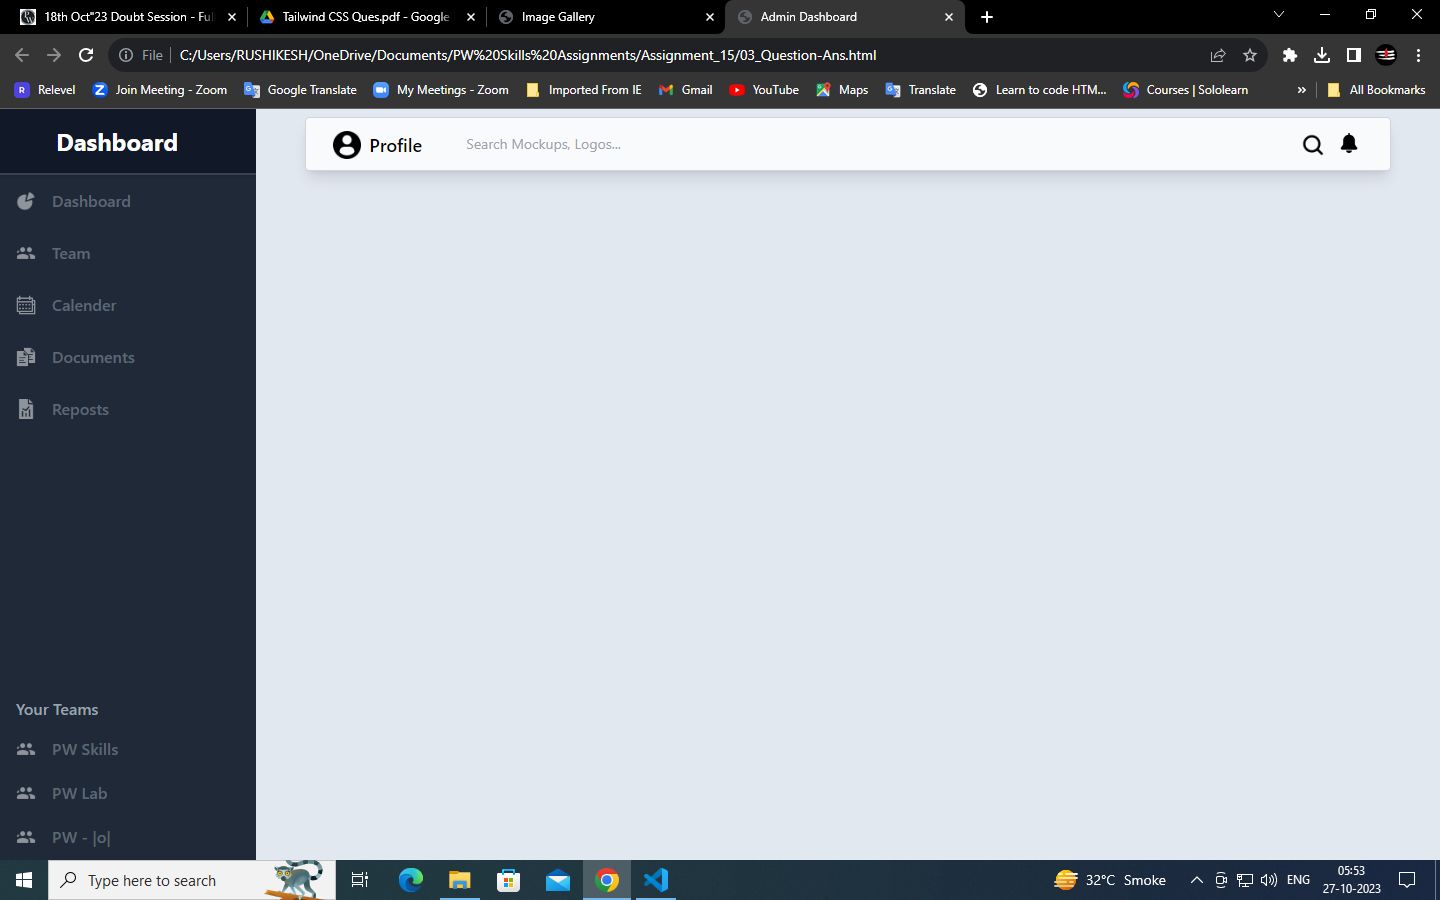 18th Oct"23 Doubt Session - Ful
Tailwind CSS Ques.pdf - Google
Image Gallery
Admin Dashboard
File
C:/Users/RUSHIKESH/OneDrive/Documents/PW%20Skills%20Assignments/Assignment_15/03_Question-Ans.html
R Relevel
Join Meeting - Zoom
Google Translate
My Meetings - Zoom
Imported From IE
Gmail
YouTube
Maps
Translate
Learn to code HTM...
Courses | Sololearn
»
All Bookmarks
Dashboard
Profile
Search Mockups, Logos...
Dashboard
Team
Calender
Documents
Reposts
Your Teams
PW Skills
PW Lab
PW - |o|
Type here to search
32°C Smoke
ENG
05:53
27-10-2023